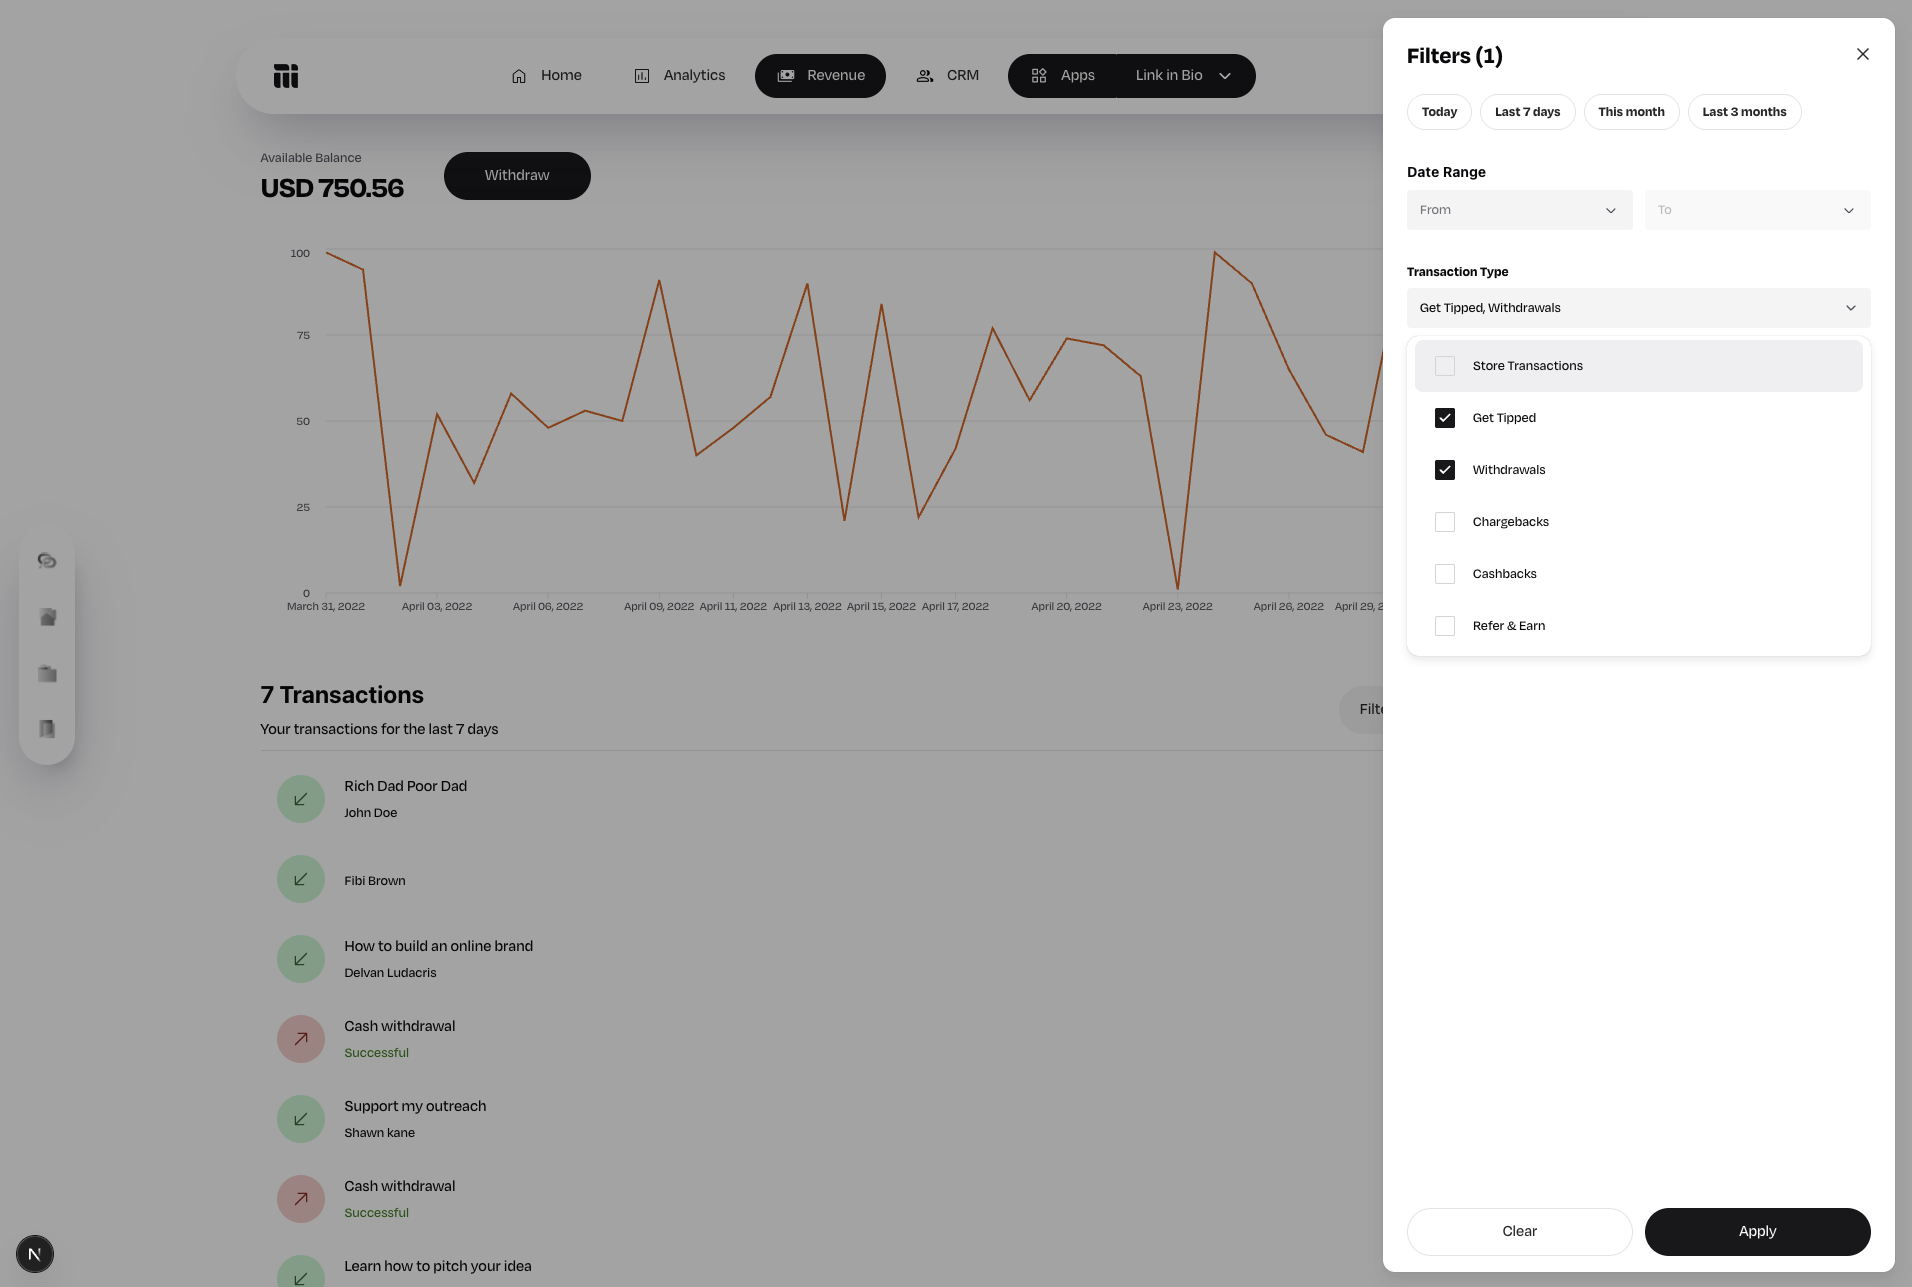 Home
Analytics
Revenue
CRM
Apps
Link in Bio
Available Balance
USD 750.56
Withdraw
100
75
50
25
0
March 31, 2022
April 03, 2022
April 06, 2022
April 09, 2022
April 11, 2022
April 13, 2022
April 15, 2022
April 17, 2022
April 20, 2022
April 23, 2022
April 26, 2022
April 29, 2
7 Transactions
Your transactions for the last 7 days
Filte
Rich Dad Poor Dad
John Doe
Fibi Brown
How to build an online brand
Delvan Ludacris
Cash withdrawal
Successful
Support my outreach
Shawn kane
Cash withdrawal
Successful
Learn how to pitch your idea
N
Filters (1)
Today
Last 7 days
This month
Last 3 months
Date Range
From
To
Transaction Type
Get Tipped, Withdrawals
Store Transactions
Get Tipped
Withdrawals
Chargebacks
Cashbacks
Refer & Earn
Clear
Apply